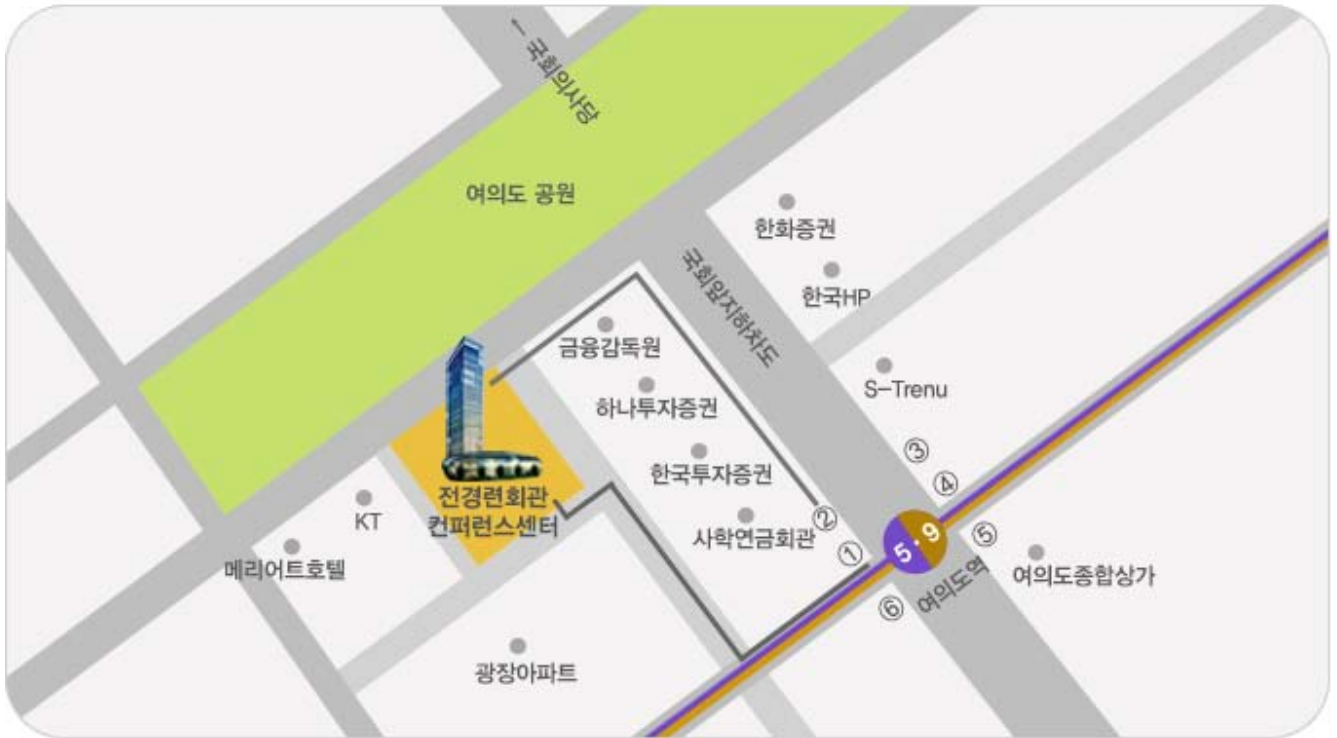 ← 국회의사당
여의도 공원
한화증권
국회앞지하차도
한국HP
금융감독원
S-Trenu
하나투자증권
③
한국투자증권
④
전경련회관
컨퍼런스센터
KT
②
사학연금회관
①
5·9
⑤
메리어트호텔
여의도역
여의도종합상가
⑥
광장아파트